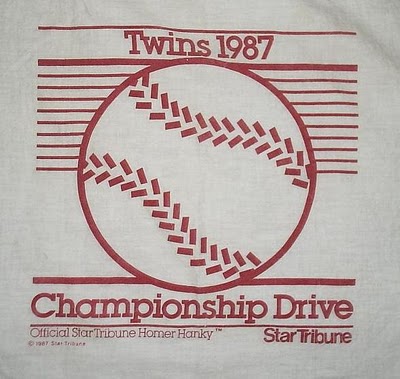 Twins 1987
Championship Drive
Official Star Tribune Homer Hanky™ Star Tribune
© 1987 Star Tribune